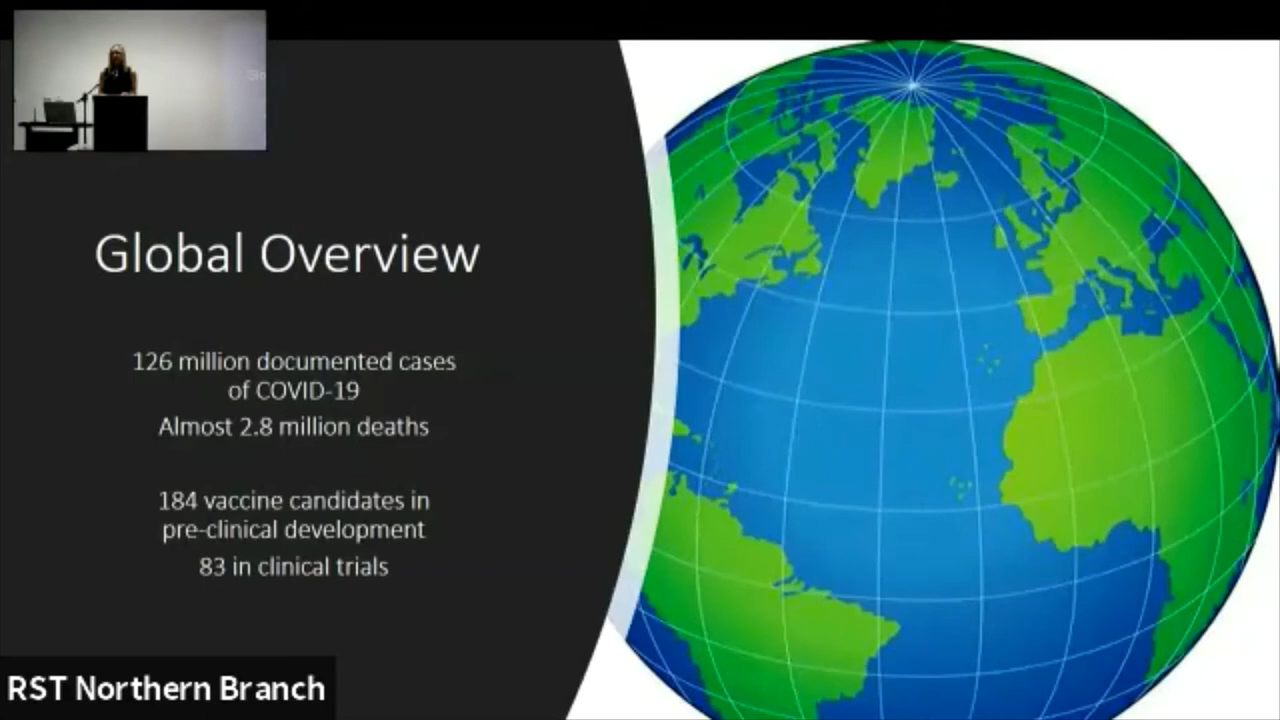 Global Overview
126 million documented cases
of COVID-19
Almost 2.8 million deaths
184 vaccine candidates in
pre-clinical development
83 in clinical trials
RST Northern Branch